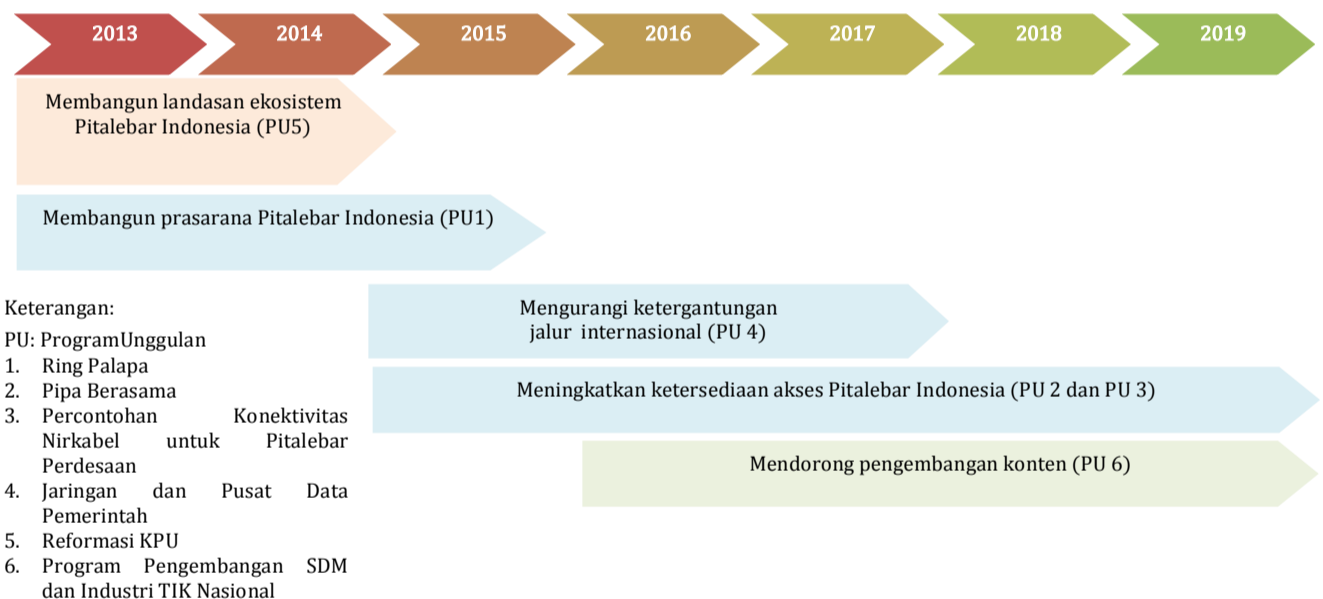 2013
2014
2015
2016
2017
2018
2019
Membangun landasan ekosistem
Pitalebar Indonesia (PU5)
Membangun prasarana Pitalebar Indonesia (PU1)
Mengurangi ketergantungan
jalur internasional (PU 4)
Meningkatkan ketersediaan akses Pitalebar Indonesia (PU 2 dan PU 3)
Mendorong pengembangan konten (PU 6)
Keterangan:
PU: ProgramUnggulan
1. Ring Palapa
2. Pipa Berasama
3. Percontohan Konektivitas
Nirkabel untuk Pitalebar
Perdesaan
4. Jaringan dan Pusat Data
Pemerintah
5. Reformasi KPU
6. Program Pengembangan SDM
dan Industri TIK Nasional